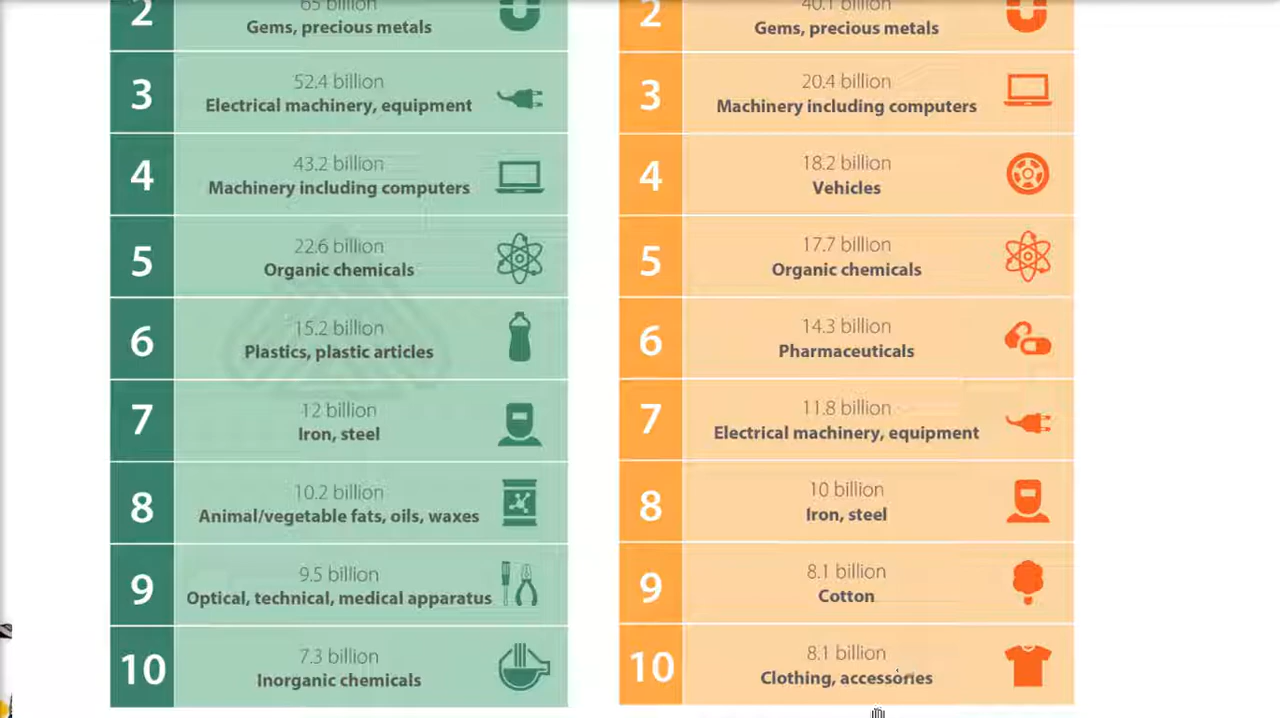 2
65 billion
Gems, precious metals
3
52.4 billion
Electrical machinery, equipment
4
43.2 billion
Machinery including computers
5
22.6 billion
Organic chemicals
6
15.2 billion
Plastics, plastic articles
7
12 billion
Iron, steel
8
10.2 billion
Animal/vegetable fats, oils, waxes
9
9.5 billion
Optical, technical, medical apparatus
10
7.3 billion
Inorganic chemicals
2
40.1 billion
Gems, precious metals
3
20.4 billion
Machinery including computers
4
18.2 billion
Vehicles
5
17.7 billion
Organic chemicals
6
14.3 billion
Pharmaceuticals
7
11.8 billion
Electrical machinery, equipment
8
10 billion
Iron, steel
9
8.1 billion
Cotton
10
8.1 billion
Clothing, accessories